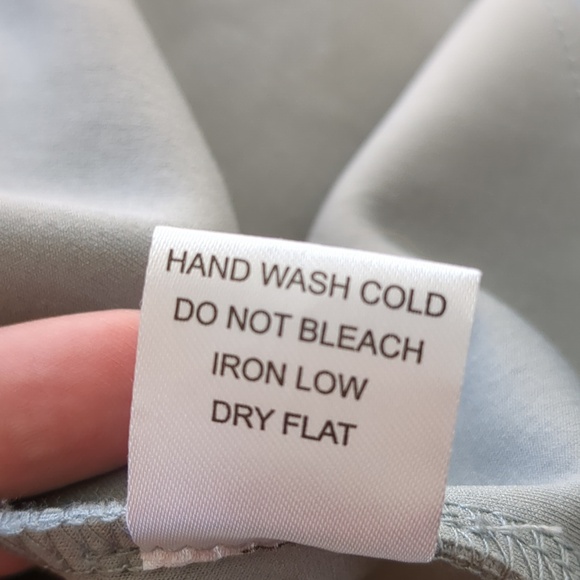 HAND WASH COLD
DO NOT BLEACH
IRON LOW
DRY FLAT